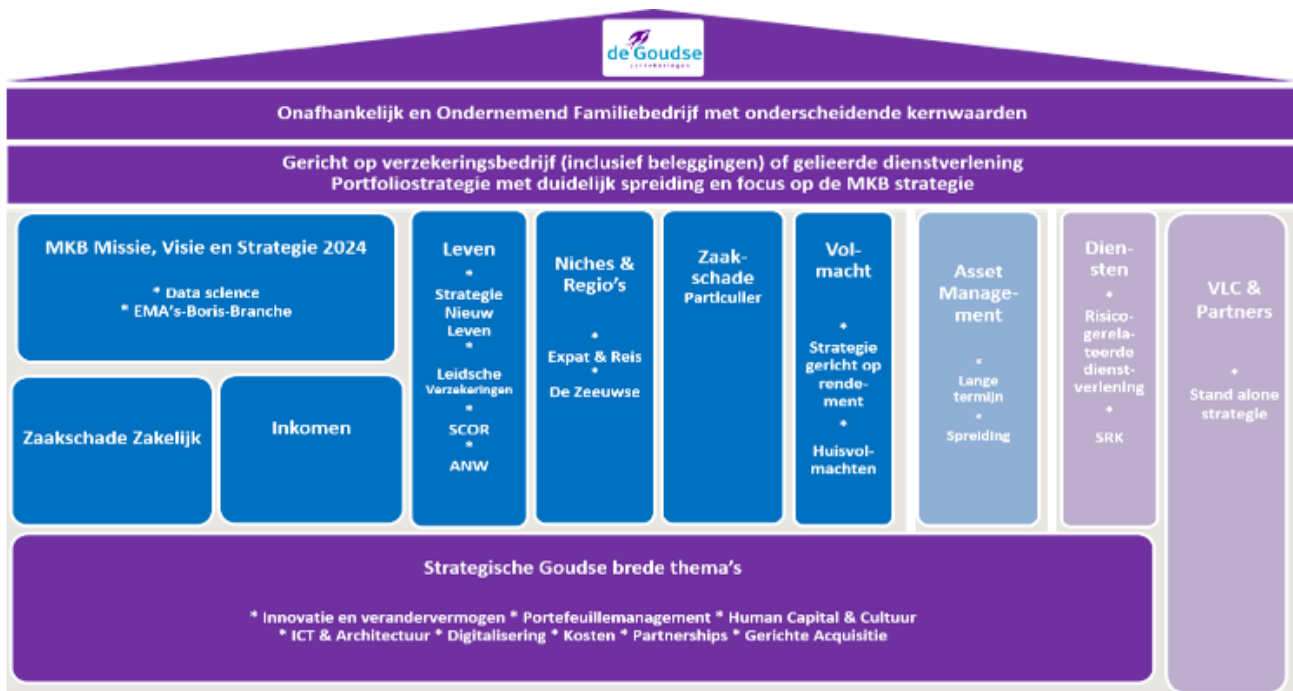 de Goudse
verzekeringen
Onafhankelijk en Ondernemend Familiebedrijf met onderscheidende kernwaarden
Gericht op verzekeringsbedrijf (inclusief beleggingen) of gelieerde dienstverlening
Portfoliostrategie met duidelijk spreiding en focus op de MKB strategie
MKB Missie, Visie en Strategie 2024
* Data science
* EMA's-Boris-Branche
Zaakschade Zakelijk
Inkomen
Leven
*
Strategie
Nieuw
Leven
*
Leidsche
Verzekeringen
*
SCOR
*
ANW
Niches &
Regio's
*
Expat & Reis
*
De Zeeuwse
Zaak-
schade
Particulier
Vol-
macht
*
Strategie
gericht op
rende-
ment
*
Huisvol-
machten
Asset
Manage-
ment
*
Lange
termijn
*
Spreiding
Dien-
sten
*
Risico-
gerela-
teerde
dienst-
verlening
*
SRK
VLC &
Partners
*
Stand alone
strategie
Strategische Goudse brede thema's
* Innovatie en verandervermogen * Portefeuillemanagement * Human Capital & Cultuur
* ICT & Architectuur * Digitalisering * Kosten * Partnerships * Gerichte Acquisitie